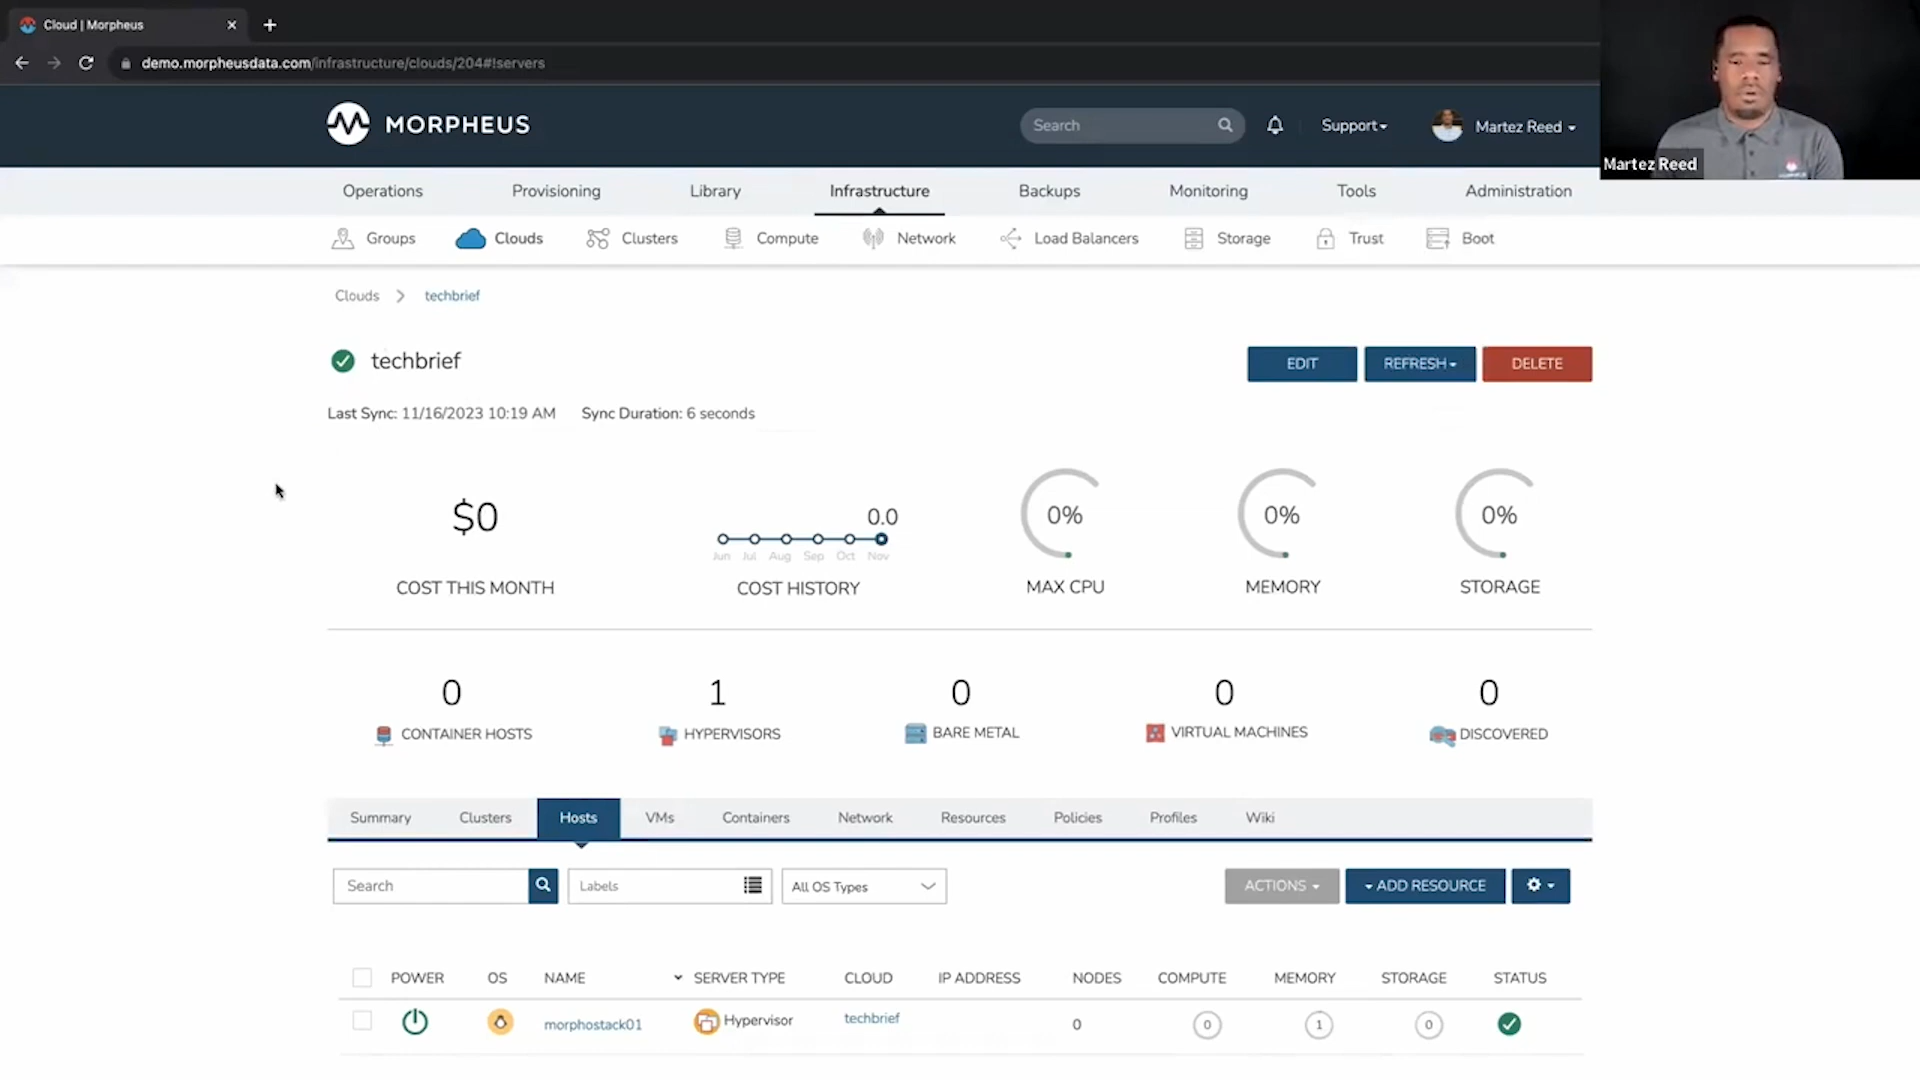 Cloud | Morpheus
demo.morpheusdata.com/infrastructure/clouds/204#!servers
MORPHEUS
Search
Support
Martez Reed
Martez Reed
Operations Provisioning Library Infrastructure Backups Monitoring Tools Administration
Groups Clouds Clusters Compute Network Load Balancers Storage Trust Boot
Clouds > techbrief
techbrief
EDIT REFRESH DELETE
Last Sync: 11/16/2023 10:19 AM Sync Duration: 6 seconds
$0 0.0 0% 0% 0%
Jun Jul Aug Sep Oct Nov
COST THIS MONTH COST HISTORY MAX CPU MEMORY STORAGE
0 1 0 0 0
CONTAINER HOSTS HYPERVISORS BARE METAL VIRTUAL MACHINES DISCOVERED
Summary Clusters Hosts VMs Containers Network Resources Policies Profiles Wiki
Search Labels All OS Types ACTIONS + ADD RESOURCE
POWER OS NAME SERVER TYPE CLOUD IP ADDRESS NODES COMPUTE MEMORY STORAGE STATUS
morphostack01 Hypervisor techbrief 0 0 1 0